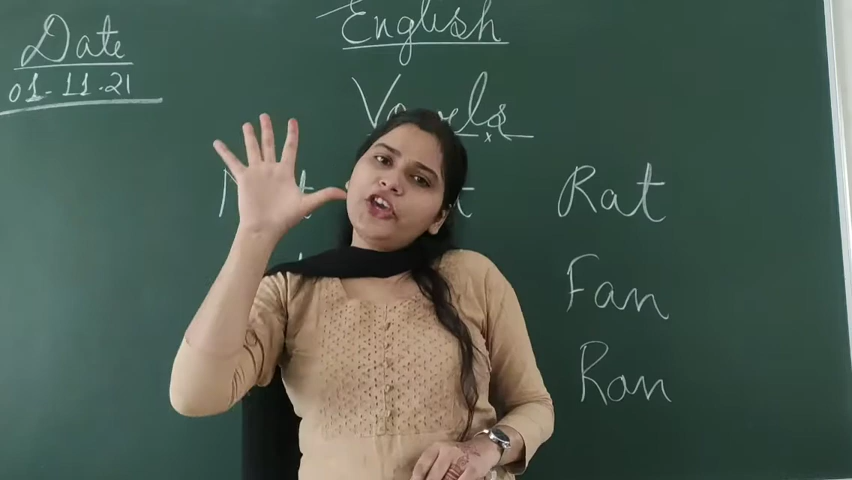 Date
01-11-21
English
Vowels
Rat
Fan
Ran